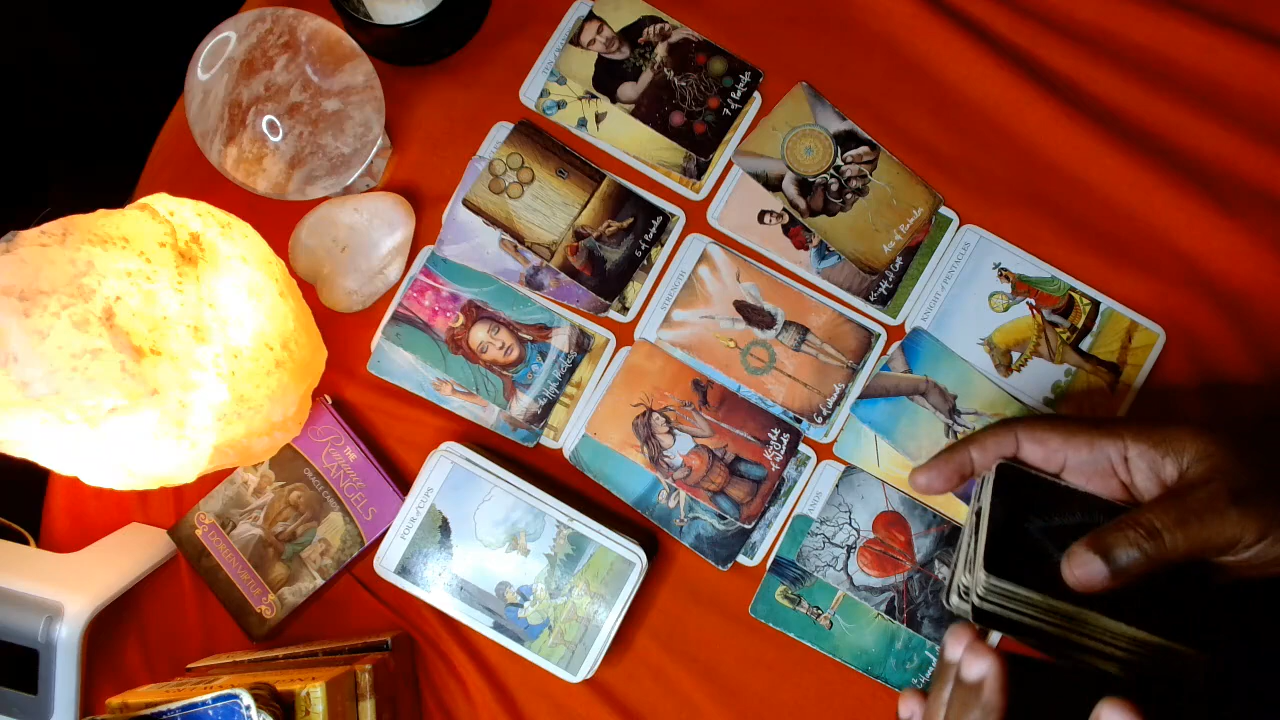 7 of Pentacles
5 of Pentacles
Ace of Pentacles
Knight of Cups
KNIGHT of PENTACLES
STRENGTH
6 of Wands
The High Priestess
Knight of Wands
FOUR of CUPS
THE
Romance
ANGELS
ORACLE CARDS
DOREEN VIRTUE